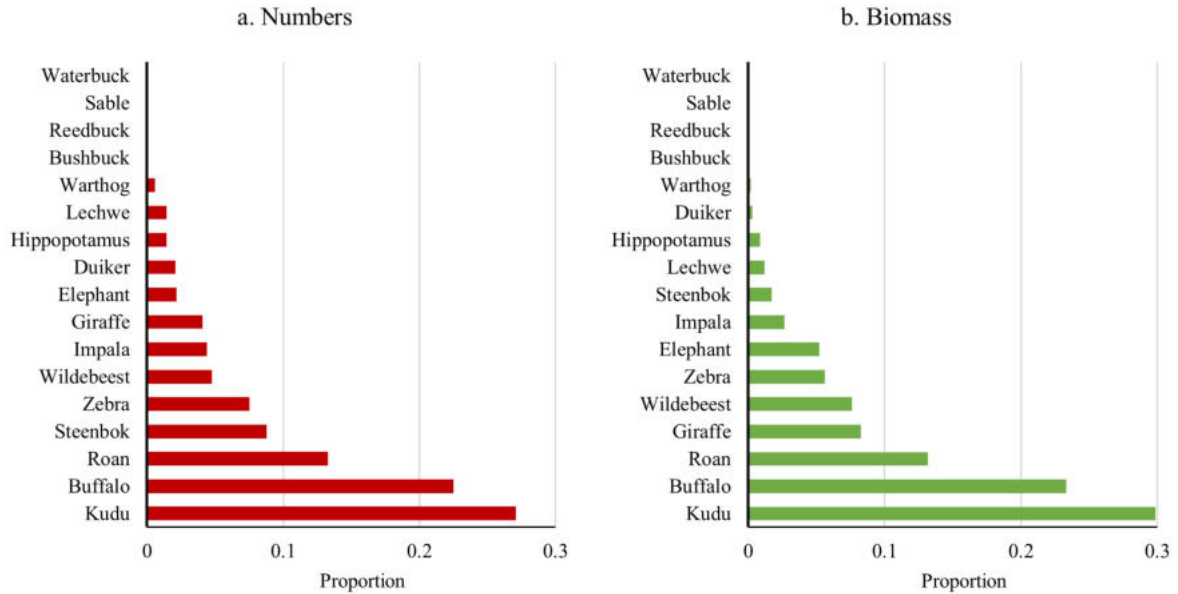 a. Numbers
Waterbuck
Sable
Reedbuck
Bushbuck
Warthog
Lechwe
Hippopotamus
Duiker
Elephant
Giraffe
Impala
Wildebeest
Zebra
Steenbok
Roan
Buffalo
Kudu
0 0.1 0.2 0.3
Proportion
b. Biomass
Waterbuck
Sable
Reedbuck
Bushbuck
Warthog
Duiker
Hippopotamus
Lechwe
Steenbok
Impala
Elephant
Zebra
Wildebeest
Giraffe
Roan
Buffalo
Kudu
0 0.1 0.2 0.3
Proportion